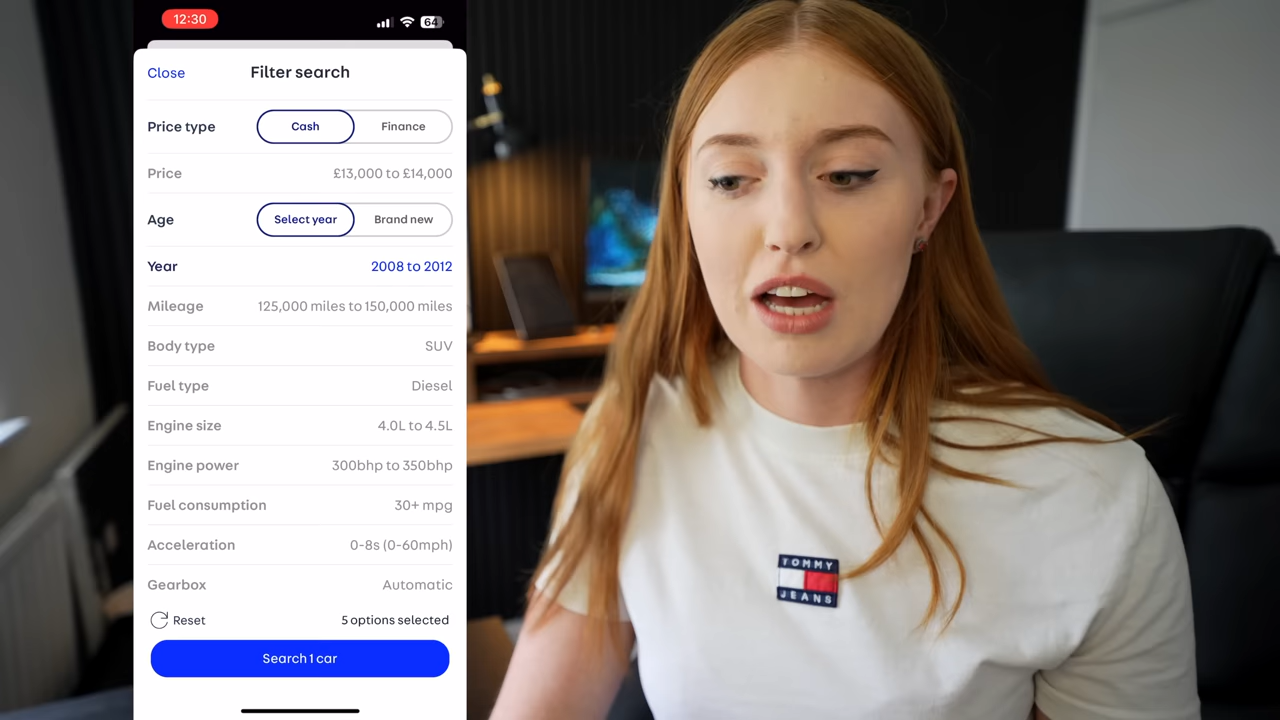 12:30
64
Close
Filter search
Price type
Cash
Finance
Price
£13,000 to £14,000
Age
Select year
Brand new
Year
2008 to 2012
Mileage
125,000 miles to 150,000 miles
Body type
SUV
Fuel type
Diesel
Engine size
4.0L to 4.5L
Engine power
300bhp to 350bhp
Fuel consumption
30+ mpg
Acceleration
0-8s (0-60mph)
Gearbox
Automatic
Reset
5 options selected
Search 1 car
TOMMY
JEANS